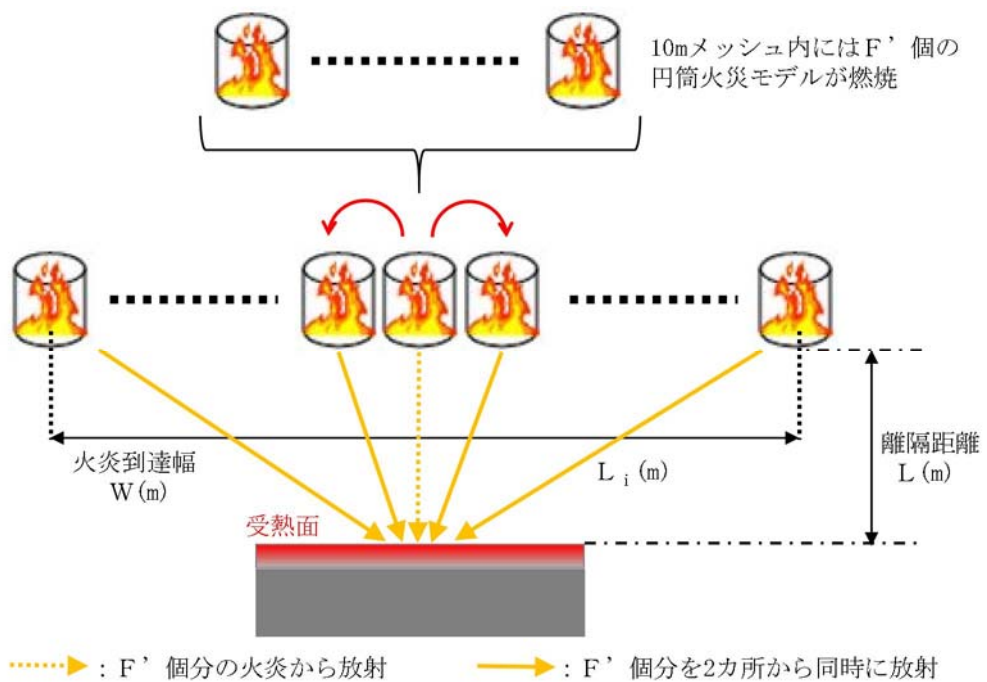 10mメッシュ内にはF’個の
円筒火災モデルが燃焼
火炎到達幅
W(m)
Li(m)
離隔距離
L(m)
受熱面
:F’個分の火炎から放射
:F’個分を2カ所から同時に放射